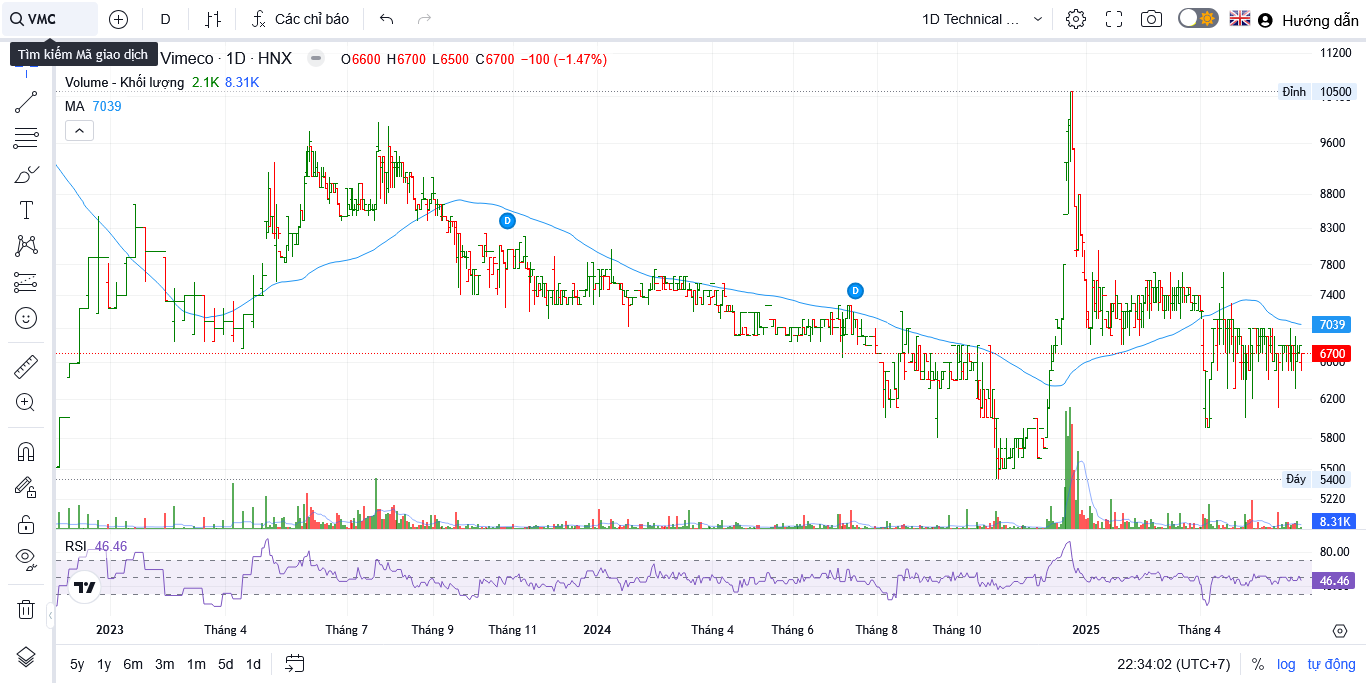 VMC
D
Các chỉ báo
1D Technical ...
Hướng dẫn
Tìm kiếm Mã giao dịch
Vimeco · 1D · HNX
O6600 H6700 L6500 C6700 −100 (−1.47%)
Volume - Khối lượng 2.1K 8.31K
MA 7039
11200
Đỉnh 10500
9600
8800
8300
7800
7400
7039
6700
6600
6200
5800
5500
Đáy 5400
5220
8.31K
D
D
RSI 46.46
80.00
46.46
2023
Tháng 4
Tháng 7
Tháng 9
Tháng 11
2024
Tháng 4
Tháng 6
Tháng 8
Tháng 10
2025
Tháng 4
5y 1y 6m 3m 1m 5d 1d
22:34:02 (UTC+7) % log tự động